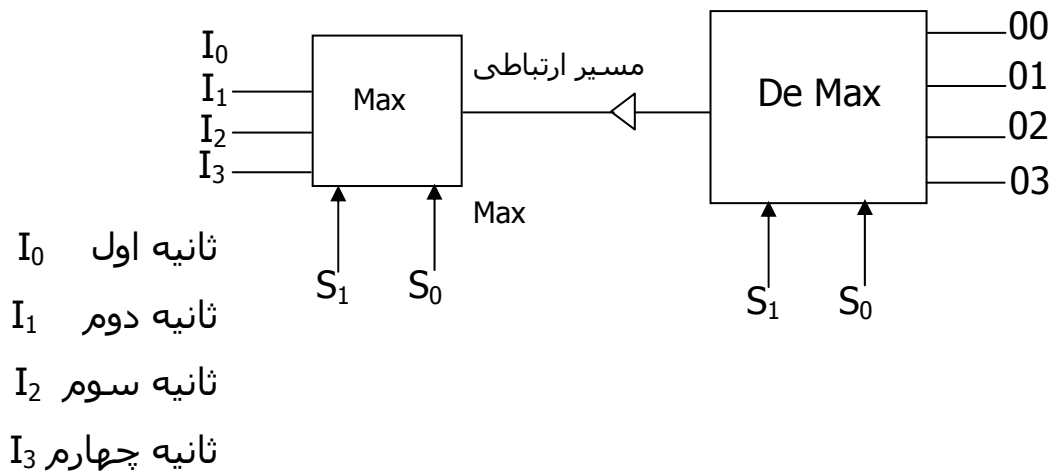 I₀
I₁
I₂
I₃
Max
مسیر ارتباطی
De Max
00
01
02
03
Max
S₁
S₀
S₁
S₀
ثانیه اول I₀
ثانیه دوم I₁
ثانیه سوم I₂
ثانیه چهارم I₃